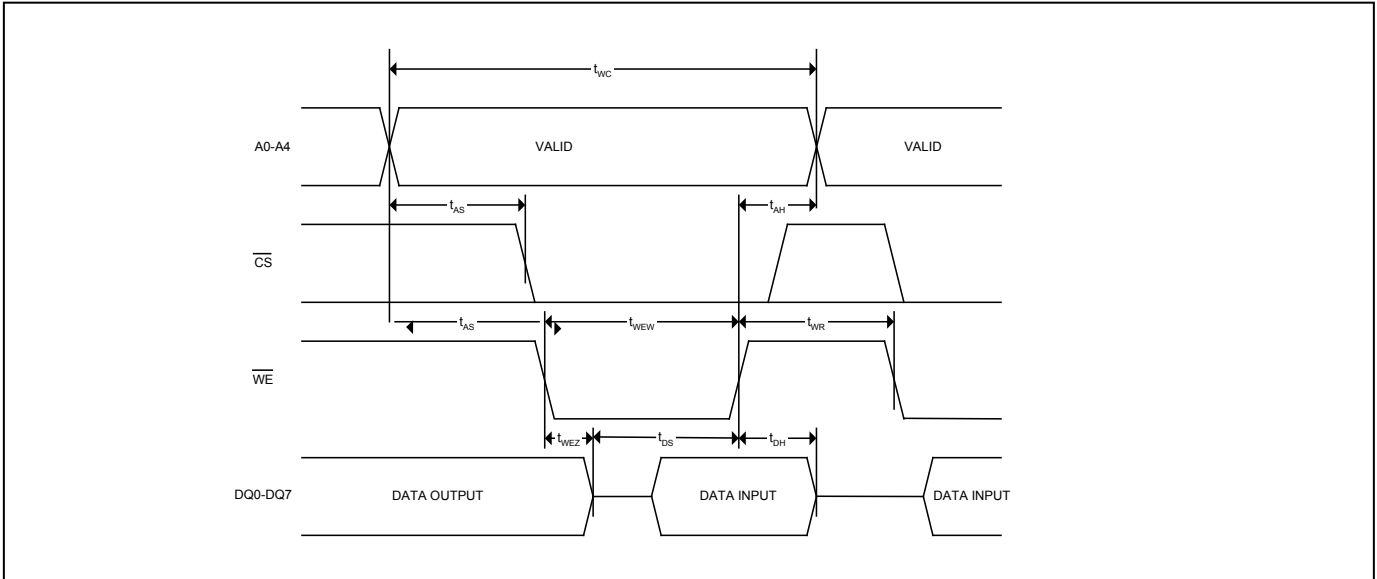 tWC
A0-A4
VALID
VALID
tAS
tAH
CS
tAS
tWEW
tWR
WE
tWEZ
tDS
tDH
DQ0-DQ7
DATA OUTPUT
DATA INPUT
DATA INPUT